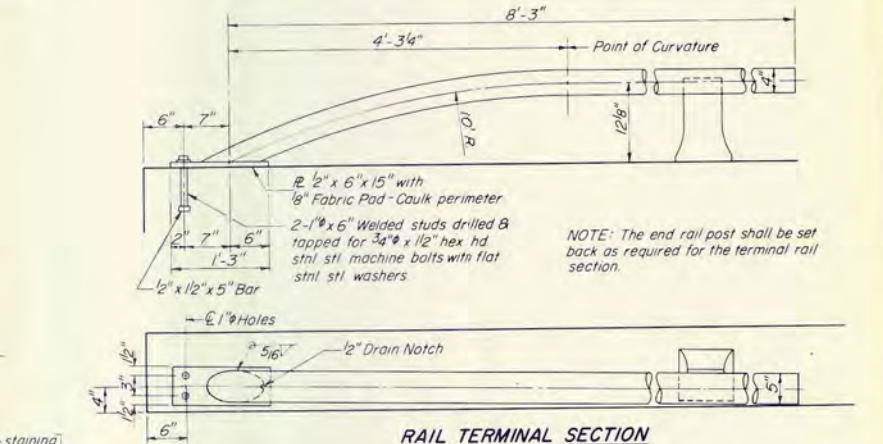 8'-3"
4'-3¼"
Point of Curvature
4"
6"
7"
10'R
12⅛"
℄ ½" x 6" x 15" with
⅛" Fabric Pad - Caulk perimeter
2-1"ϕ x 6" Welded studs drilled &
tapped for ¾"ϕ x 1½" hex hd
stnl stl machine bolts with flat
stnl stl washers
NOTE: The end rail post shall be set
back as required for the terminal rail
section.
2"
7"
6"
1'-3"
½" x 1½" x 5" Bar
℄ 1"ϕ Holes
5/16
½" Drain Notch
1½"
3"
4"
1½"
5"
6"
RAIL TERMINAL SECTION
staining